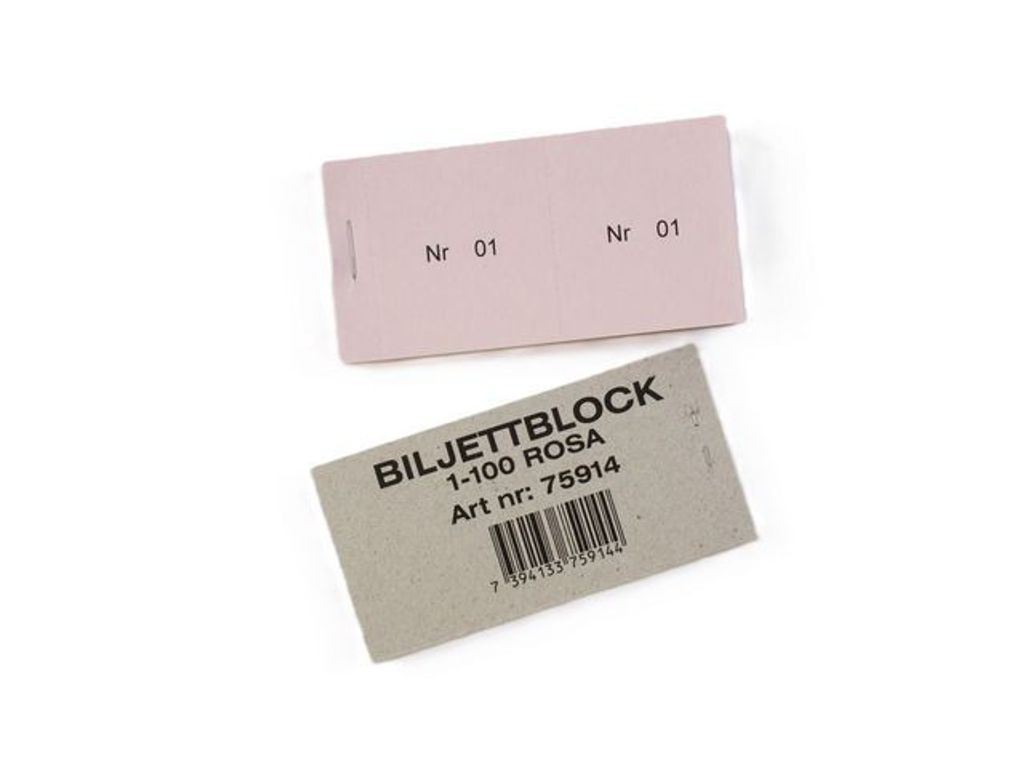 Nr 01 Nr 01
BILJETTBLOCK
1-100 ROSA
Art nr: 75914
7 394133 759144